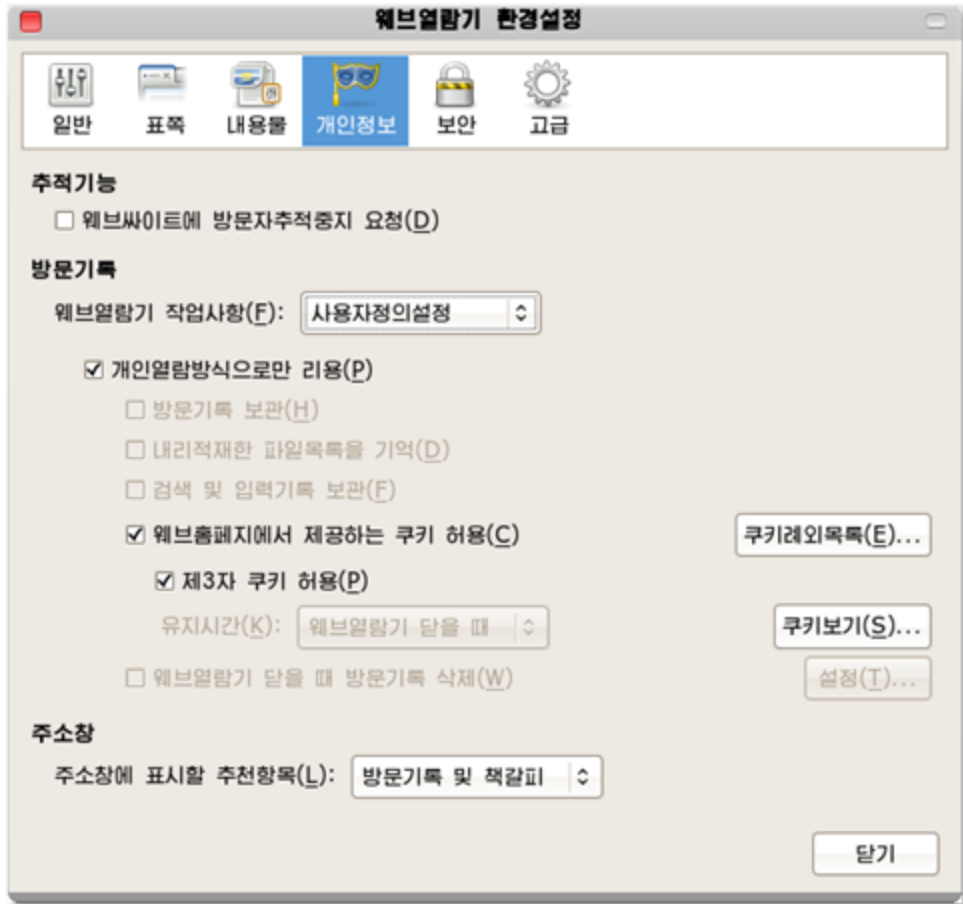 웨브열람기 환경설정
일반 표쪽 내용물 개인정보 보안 고급
추적기능
웨브싸이트에 방문자추적중지 요청(D)
방문기록
웨브열람기 작업사항(F): 사용자정의설정
개인열람방식으로만 리용(P)
방문기록 보관(H)
내리적재한 파일목록을 기억(D)
검색 및 입력기록 보관(F)
웨브홈페지에서 제공하는 쿠키 허용(C) 쿠키례외목록(E)...
제3자 쿠키 허용(P)
유지시간(K): 웨브열람기 닫을 때 쿠키보기(S)...
웨브열람기 닫을 때 방문기록 삭제(W) 설정(T)...
주소창
주소창에 표시할 추천항목(L): 방문기록 및 책갈피
닫기